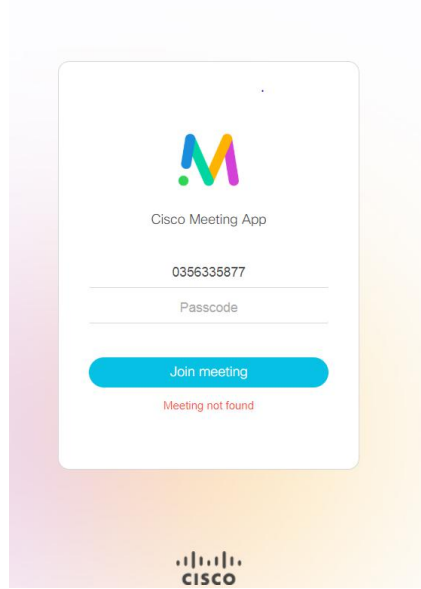 Cisco Meeting App
0356335877
Passcode
Join meeting
Meeting not found
CISCO